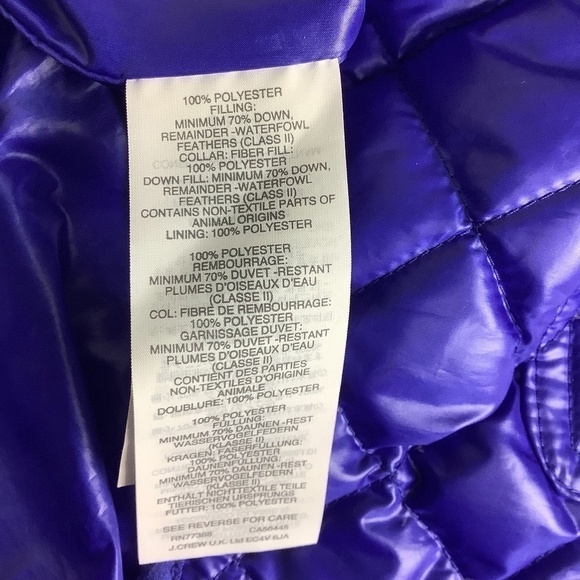 100% POLYESTER
FILLING:
MINIMUM 70% DOWN,
REMAINDER -WATERFOWL
FEATHERS (CLASS II)
COLLAR: FIBER FILL:
100% POLYESTER
DOWN FILL: MINIMUM 70% DOWN,
REMAINDER -WATERFOWL
FEATHERS (CLASS II)
CONTAINS NON-TEXTILE PARTS OF
ANIMAL ORIGINS
LINING: 100% POLYESTER
100% POLYESTER
REMBOURRAGE:
MINIMUM 70% DUVET -RESTANT
PLUMES D'OISEAUX D'EAU
(CLASSE II)
COL: FIBRE DE REMBOURRAGE:
100% POLYESTER
GARNISSAGE DUVET:
MINIMUM 70% DUVET -RESTANT
PLUMES D'OISEAUX D'EAU
(CLASSE II)
CONTIENT DES PARTIES
NON-TEXTILES D'ORIGINE
ANIMALE
DOUBLURE: 100% POLYESTER
100% POLYESTER
FÜLLUNG:
MINIMUM 70% DAUNEN -REST
WASSERVOGELFEDERN
(KLASSE II)
KRAGEN: FASERFÜLLUNG:
100% POLYESTER
DAUNENFÜLLUNG:
MINIMUM 70% DAUNEN -REST
WASSERVOGELFEDERN
(KLASSE II)
ENTHÄLT NICHTTEXTILE TEILE
TIERISCHEN URSPRUNGS
FUTTER: 100% POLYESTER
SEE REVERSE FOR CARE
RN77388 CA56445
J.CREW U.K. Ltd EC4V 6JA